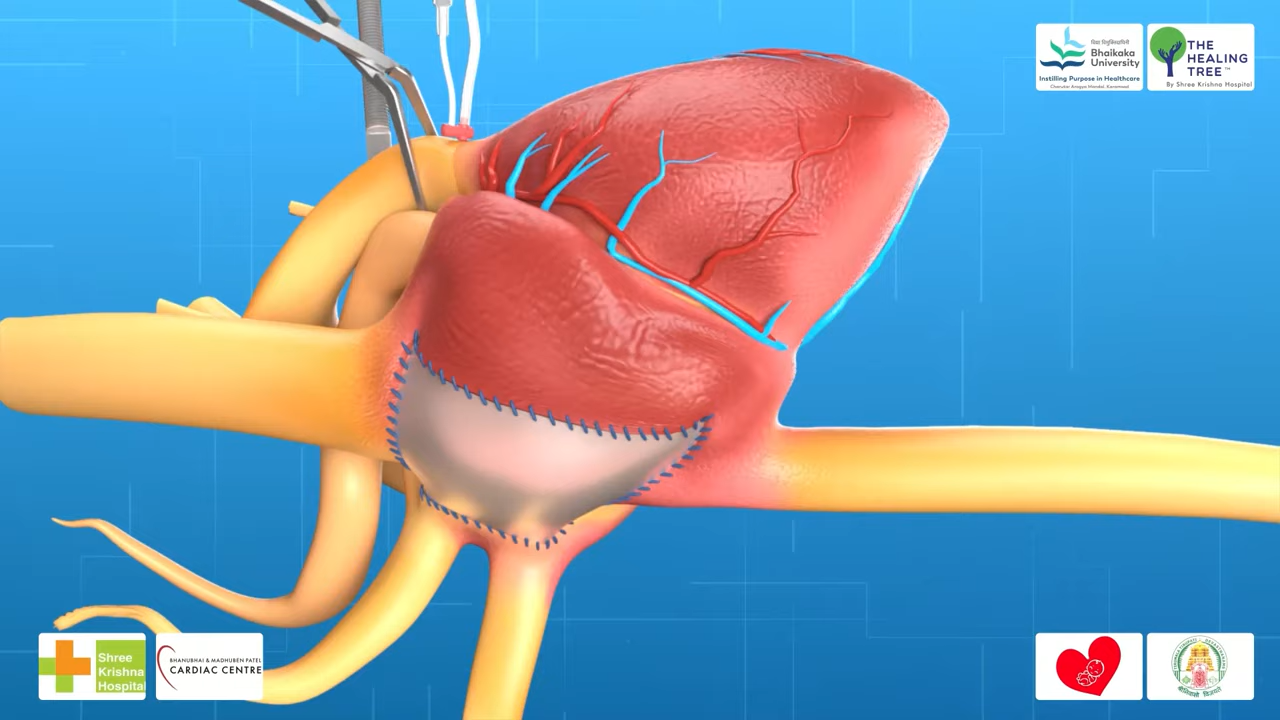 Bhaikaka
University
Instilling Purpose in Healthcare
THE
HEALING
TREE™
By Shree Krishna Hospital
Shree
Krishna
Hospital
BHANUBHAI & MADHUBEN PATEL
CARDIAC CENTRE